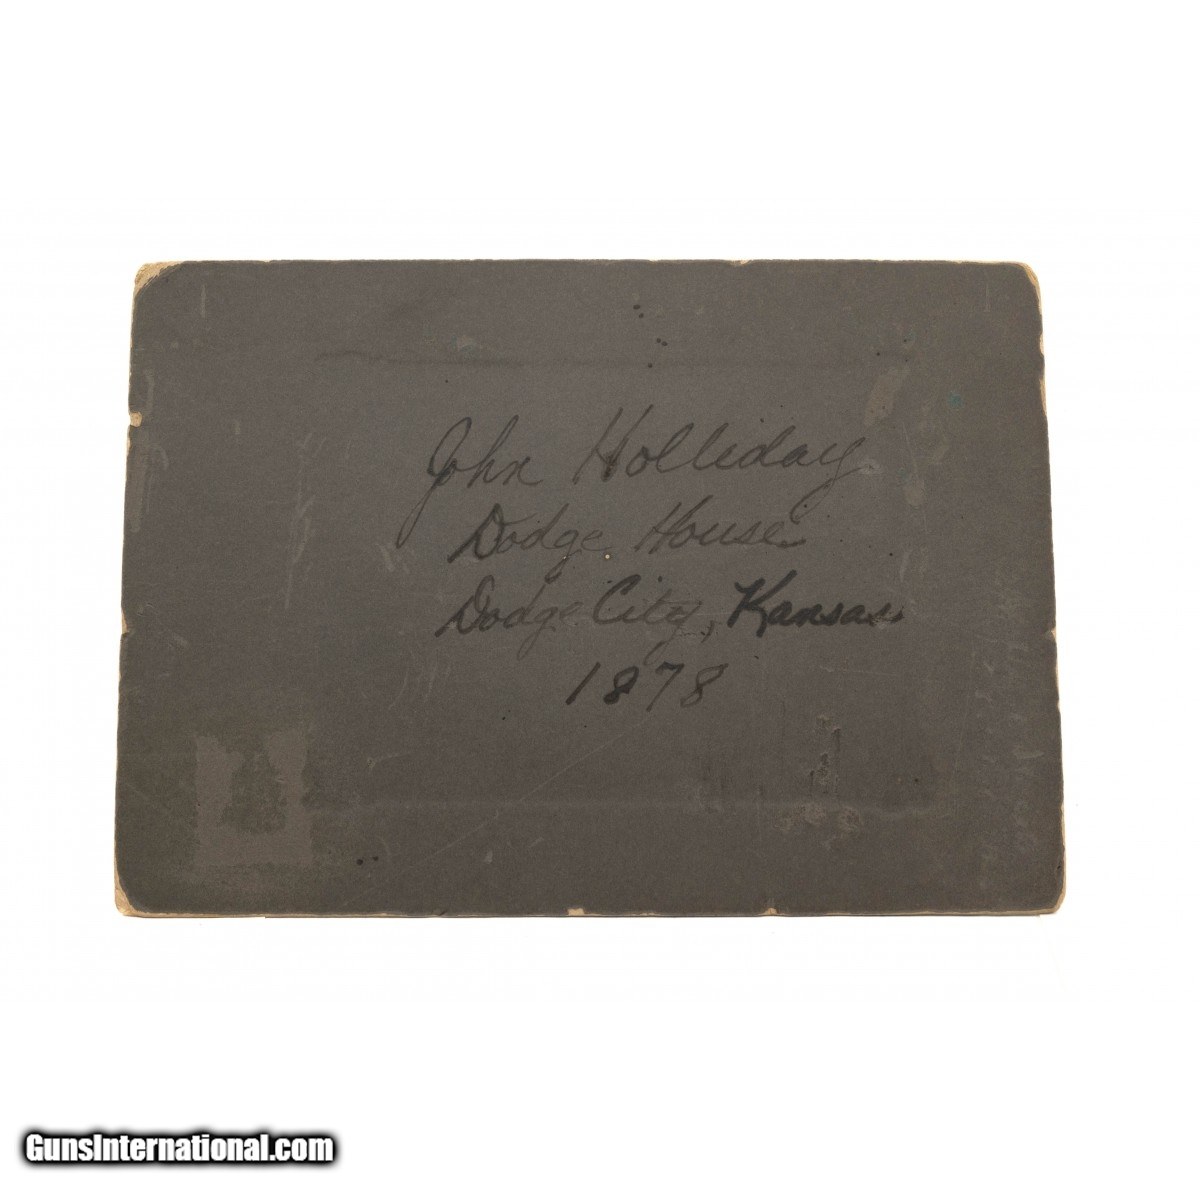 John Holliday
Dodge House
Dodge City, Kansas
1878
GunsInternational.com